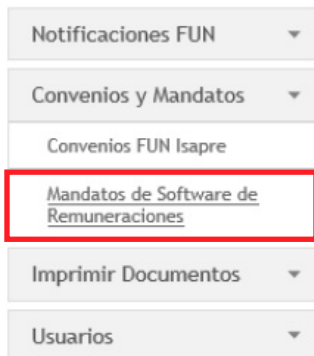 Notificaciones FUN
Convenios y Mandatos
Convenios FUN Isapre
Mandatos de Software de
Remuneraciones
Imprimir Documentos
Usuarios